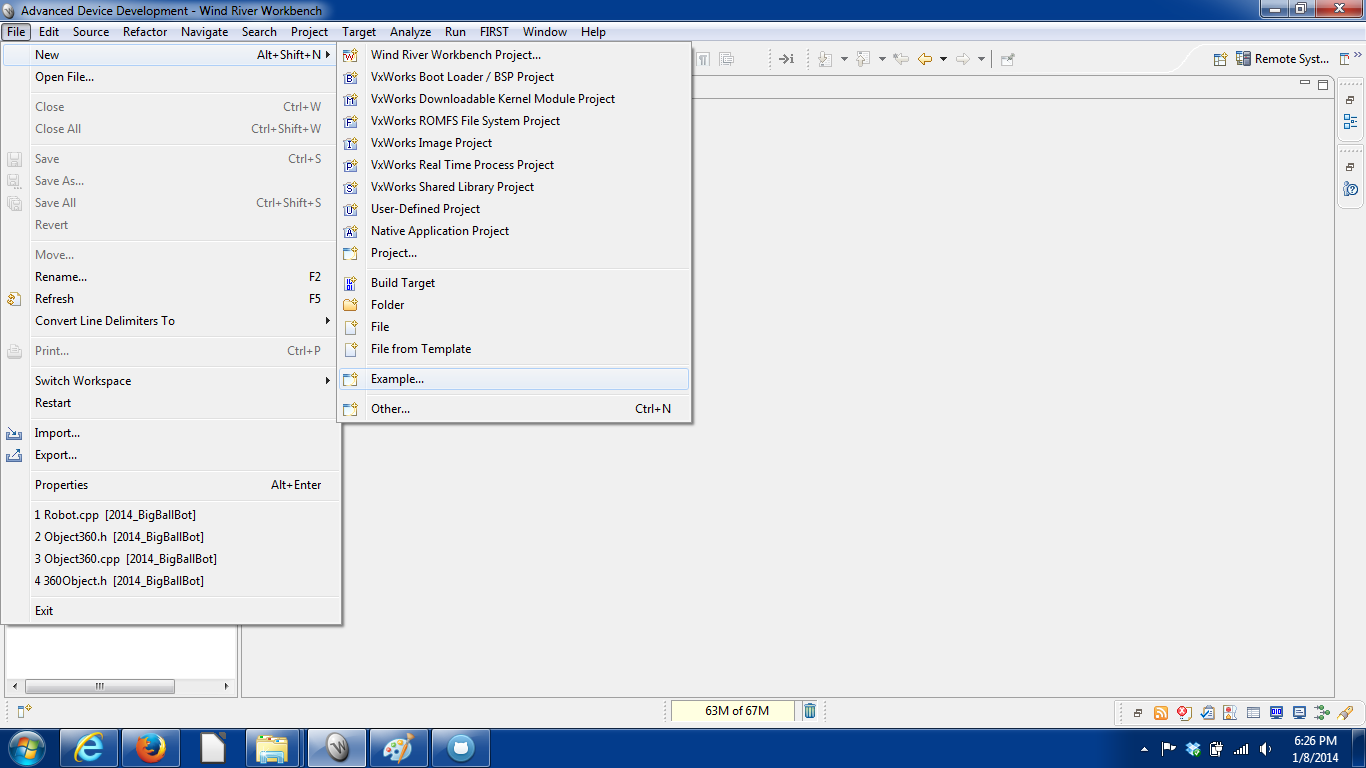 Advanced Device Development - Wind River Workbench
File Edit Source Refactor Navigate Search Project Target Analyze Run FIRST Window Help
New Alt+Shift+N
Open File...
Close Ctrl+W
Close All Ctrl+Shift+W
Save Ctrl+S
Save As...
Save All Ctrl+Shift+S
Revert
Move...
Rename... F2
Refresh F5
Convert Line Delimiters To
Print... Ctrl+P
Switch Workspace
Restart
Import...
Export...
Properties Alt+Enter
1 Robot.cpp [2014_BigBallBot]
2 Object360.h [2014_BigBallBot]
3 Object360.cpp [2014_BigBallBot]
4 360Object.h [2014_BigBallBot]
Exit
Wind River Workbench Project...
VxWorks Boot Loader / BSP Project
VxWorks Downloadable Kernel Module Project
VxWorks ROMFS File System Project
VxWorks Image Project
VxWorks Real Time Process Project
VxWorks Shared Library Project
User-Defined Project
Native Application Project
Project...
Build Target
Folder
File
File from Template
Example...
Other... Ctrl+N
Remote Syst...
63M of 67M
6:26 PM
1/8/2014